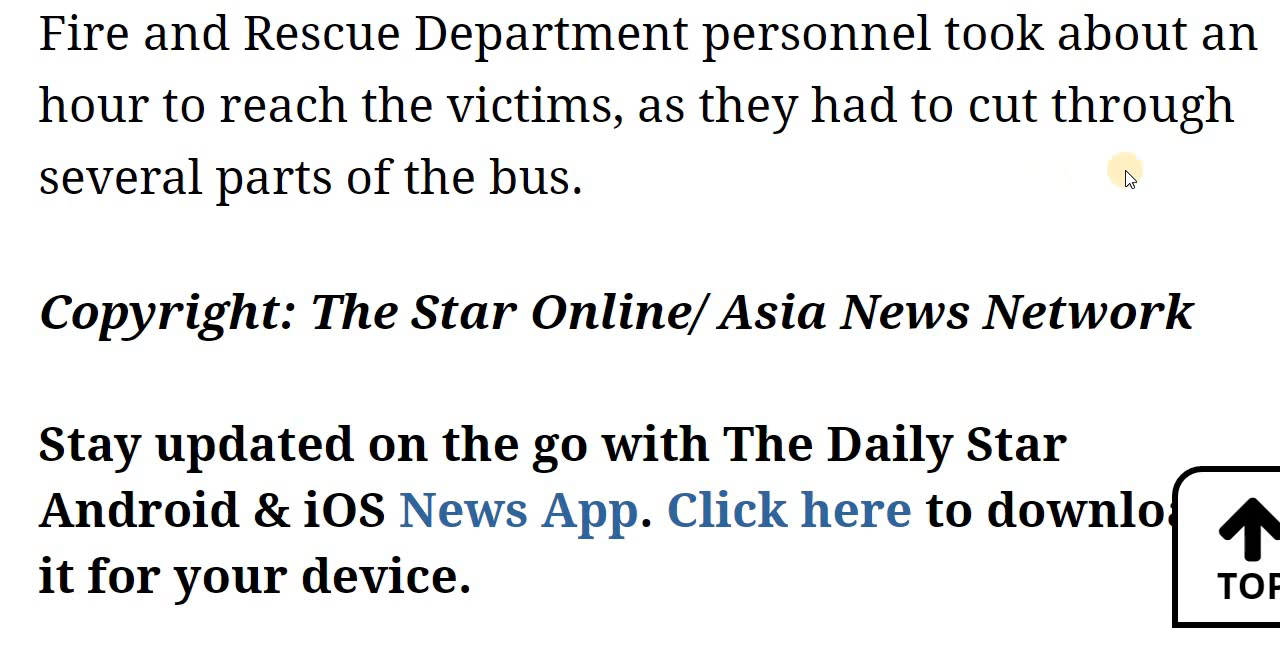 Fire and Rescue Department personnel took about an
hour to reach the victims, as they had to cut through
several parts of the bus.
Copyright: The Star Online/ Asia News Network
Stay updated on the go with The Daily Star
Android & iOS News App. Click here to downloa
it for your device.
TOP